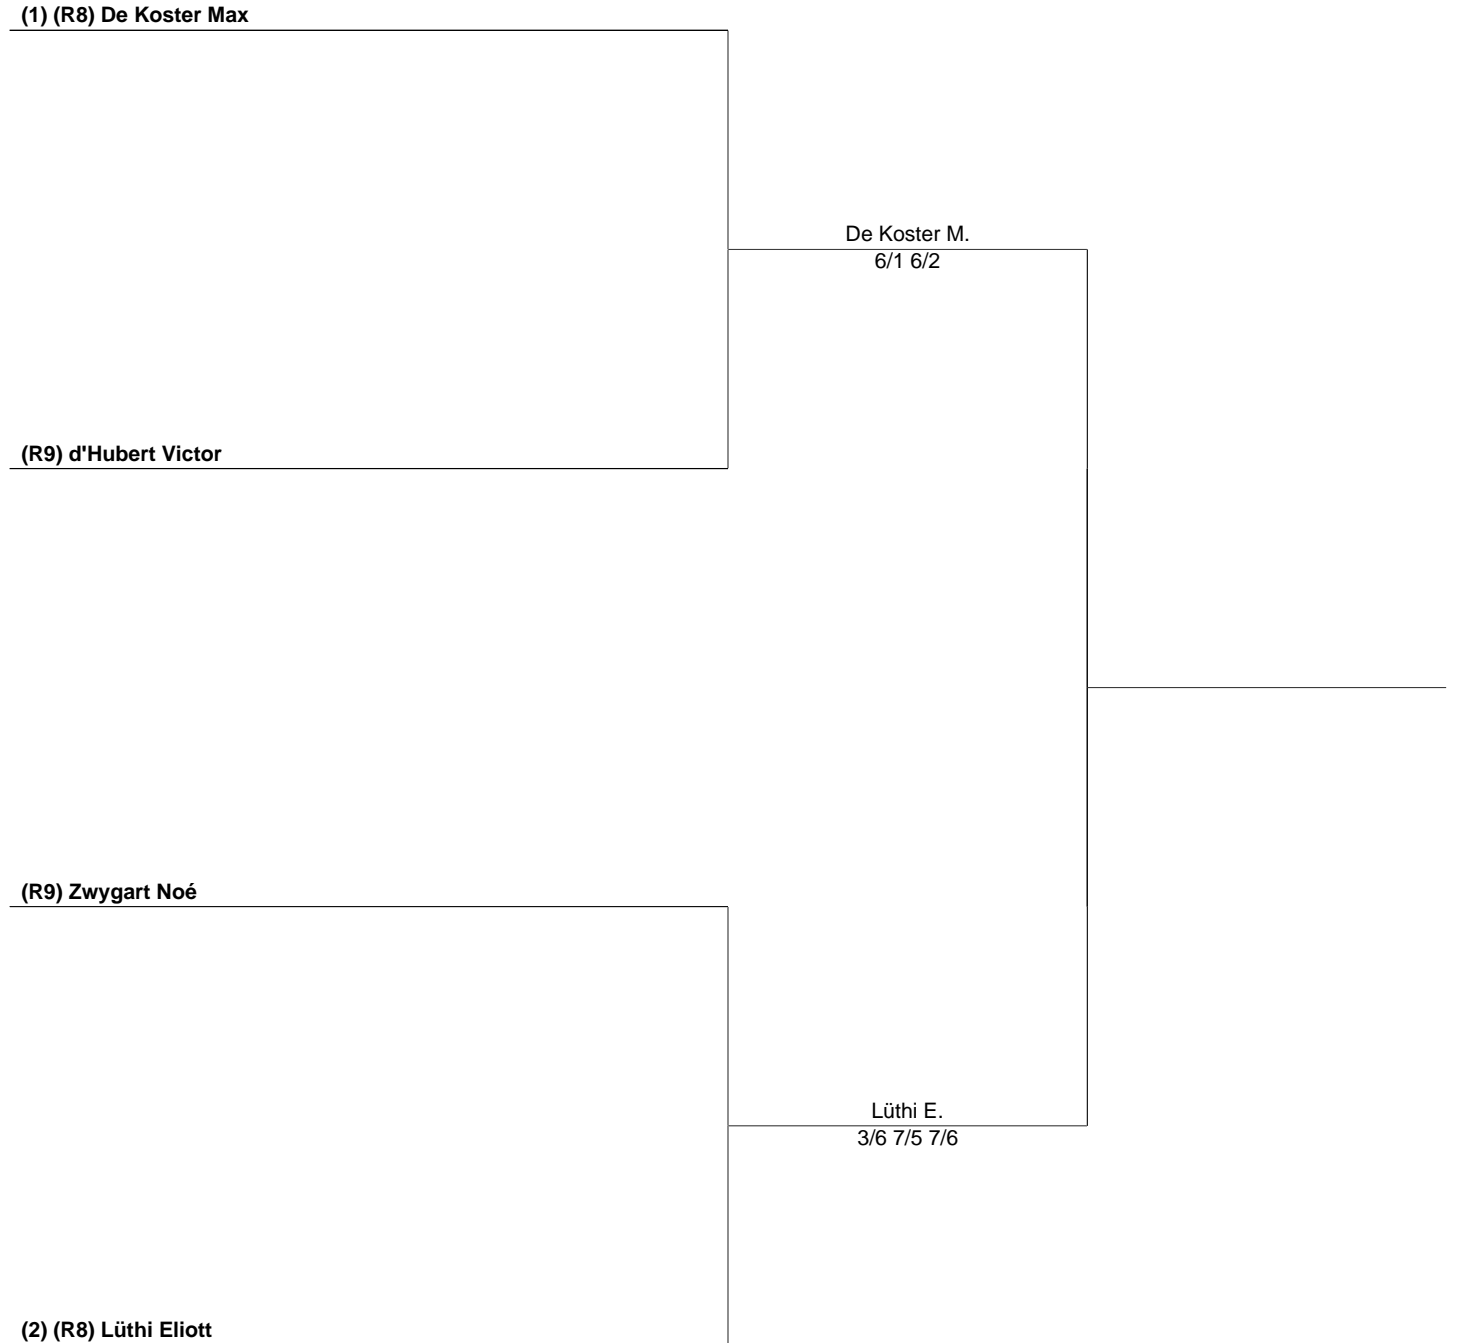 (1) (R8) De Koster Max
De Koster M.
6/1 6/2
(R9) d'Hubert Victor
(R9) Zwygart Noé
Lüthi E.
3/6 7/5 7/6
(2) (R8) Lüthi Eliott